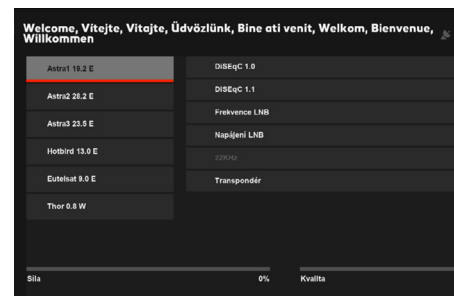 Welcome, Vítejte, Vitajte, Üdvözlünk, Bine ati venit, Welkom, Bienvenue,
Willkommen
Astra1 19.2 E
Astra2 28.2 E
Astra3 23.5 E
Hotbird 13.0 E
Eutelsat 9.0 E
Thor 0.8 W
DiSEqC 1.0
DiSEqC 1.1
Frekvence LNB
Napájení LNB
22KHz
Transpondér
Síla
0%
Kvalita